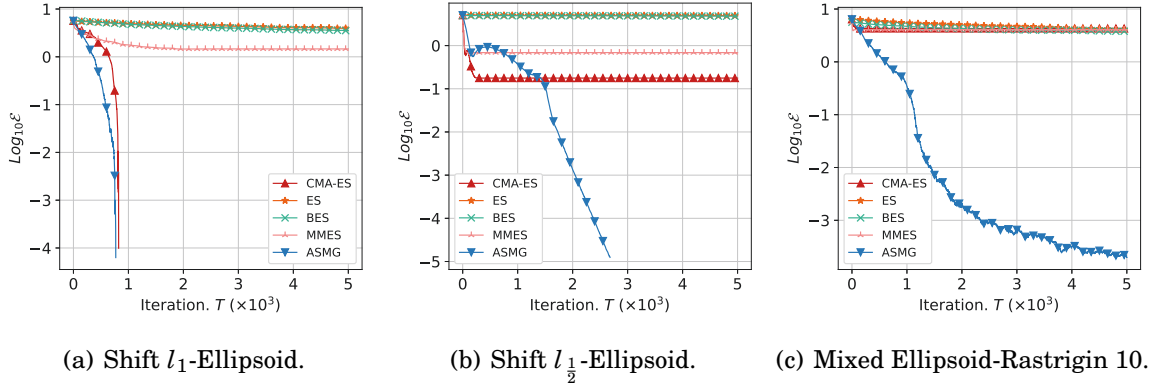 Log₁₀ℰ
1
0
−1
−2
−3
−4
0 1 2 3 4 5
Iteration. T (×10³)
CMA-ES
ES
BES
MMES
ASMG
(a) Shift l₁-Ellipsoid.
Log₁₀ℰ
0
−1
−2
−3
−4
−5
0 1 2 3 4 5
Iteration. T (×10³)
CMA-ES
ES
BES
MMES
ASMG
(b) Shift l_{1/2}-Ellipsoid.
Log₁₀ℰ
1
0
−1
−2
−3
0 1 2 3 4 5
Iteration. T (×10³)
CMA-ES
ES
BES
MMES
ASMG
(c) Mixed Ellipsoid-Rastrigin 10.